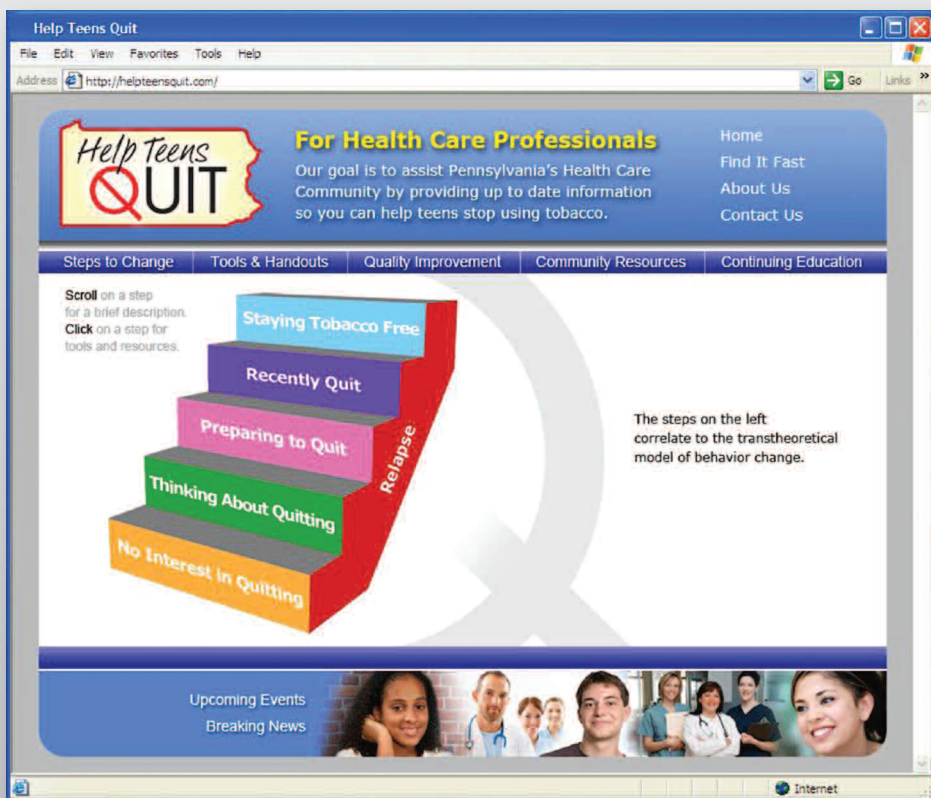 Help Teens Quit
File Edit View Favorites Tools Help
Address http://helpteensquit.com/ Go Links »
Help Teens
QUIT
For Health Care Professionals
Our goal is to assist Pennsylvania's Health Care
Community by providing up to date information
so you can help teens stop using tobacco.
Home
Find It Fast
About Us
Contact Us
Steps to Change Tools & Handouts Quality Improvement Community Resources Continuing Education
Scroll on a step
for a brief description.
Click on a step for
tools and resources.
Staying Tobacco Free
Recently Quit
Preparing to Quit
Thinking About Quitting
No Interest in Quitting
Relapse
The steps on the left
correlate to the transtheoretical
model of behavior change.
Upcoming Events
Breaking News
Internet